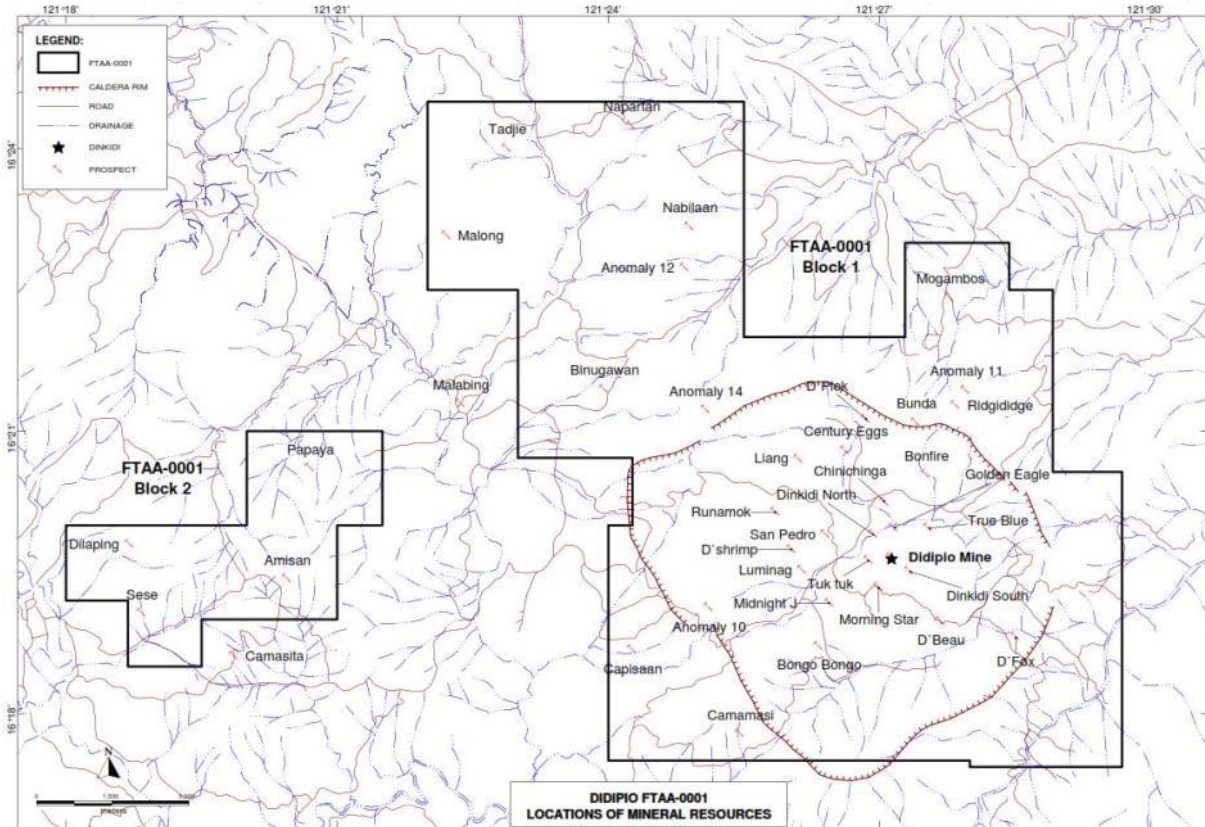 121°18'
121°21'
121°24'
121°27'
121°30'
16°24'
16°21'
16°18'
LEGEND:
FTAA-0001
CALDERA RIM
ROAD
DRAINAGE
DINKIDI
PROSPECT
Napartan
Tadjie
Nabilaan
Malong
FTAA-0001
Block 1
Anomaly 12
Mogambos
Binugawan
Malabing
Anomaly 14
D`Plok
Anomaly 11
Bunda
Ridgididge
Century Eggs
Papaya
FTAA-0001
Block 2
Liang
Chinichinga
Bonfire
Golden Eagle
Dinkidi North
Runamok
True Blue
San Pedro
Dilaping
D`shrimp
Didipio Mine
Amisan
Luminag
Tuk tuk
Dinkidi South
Sese
Midnight J
Morning Star
Anomaly 10
D`Beau
Camasita
Capisaan
Bongo Bongo
D`Fox
Camamasi
N
0
meters
DIDIPIO FTAA-0001
LOCATIONS OF MINERAL RESOURCES